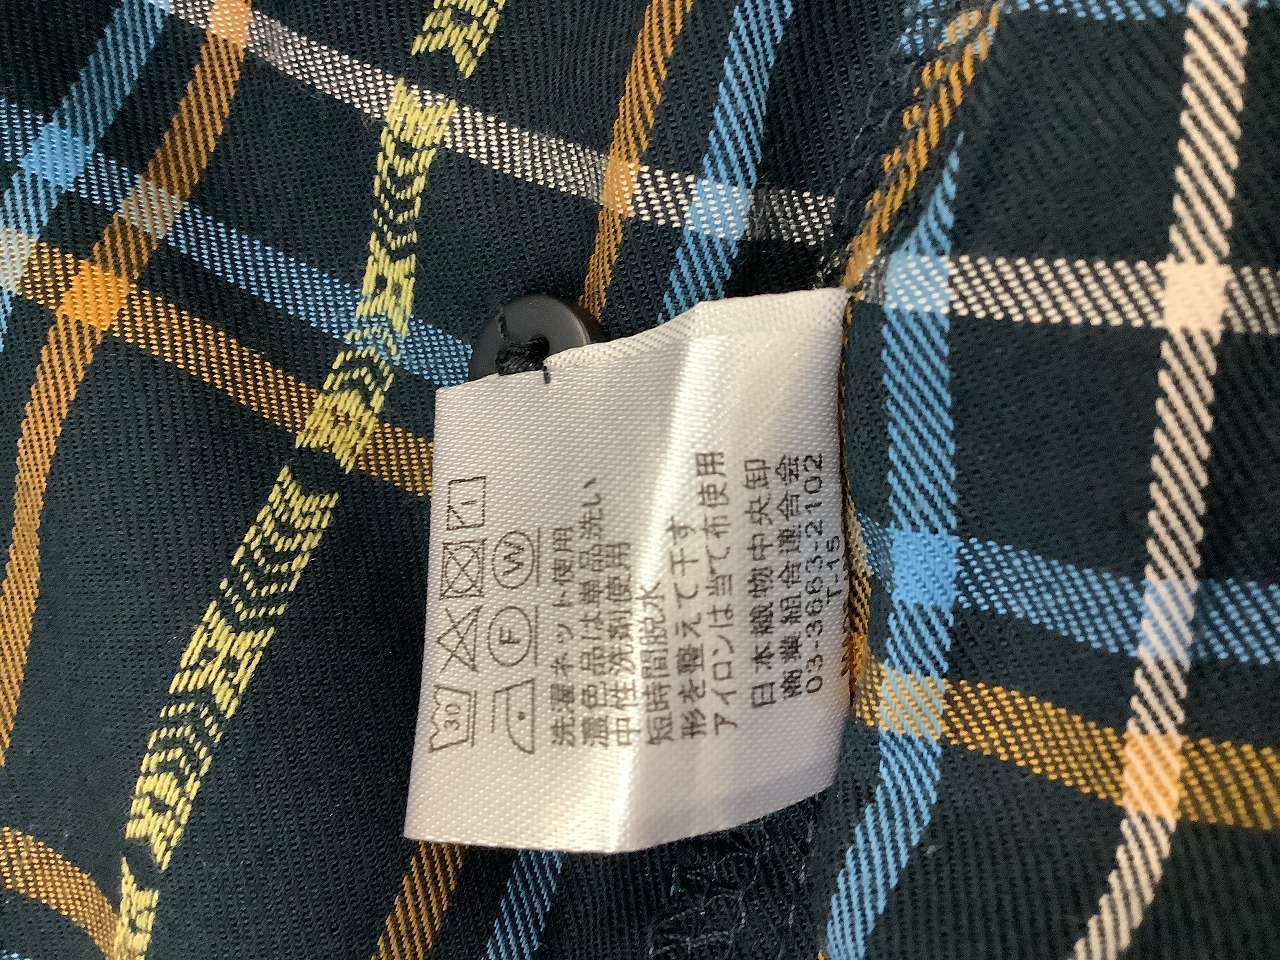 30
F W
洗濯ネット使用
濃色品は単品洗い
中性洗剤使用
短時間脱水
形を整えて干す
アイロンは当て布使用
日本織物中央卸
商業組合連合会
03-3663-2102
T-15